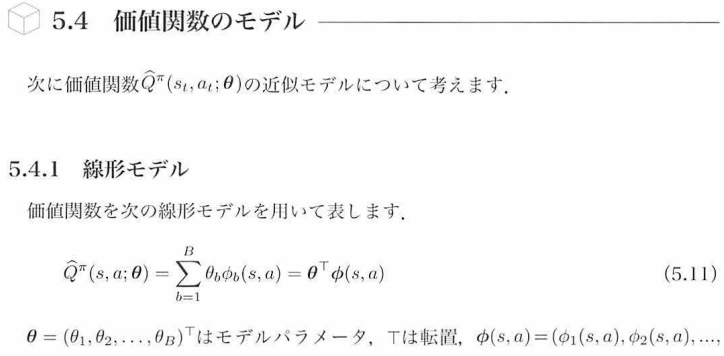 5.4 価値関数のモデル
次に価値関数$\widehat{Q}^{\pi}(s_t, a_t; \boldsymbol{\theta})$の近似モデルについて考えます.
5.4.1 線形モデル
価値関数を次の線形モデルを用いて表します.
$\widehat{Q}^{\pi}(s, a; \boldsymbol{\theta}) = \sum_{b=1}^{B} \theta_b \phi_b(s, a) = \boldsymbol{\theta}^{\top} \boldsymbol{\phi}(s, a)$ (5.11)
$\boldsymbol{\theta} = (\theta_1, \theta_2, \ldots, \theta_B)^{\top}$はモデルパラメータ, $\top$は転置, $\boldsymbol{\phi}(s, a) = (\phi_1(s, a), \phi_2(s, a), \ldots,$